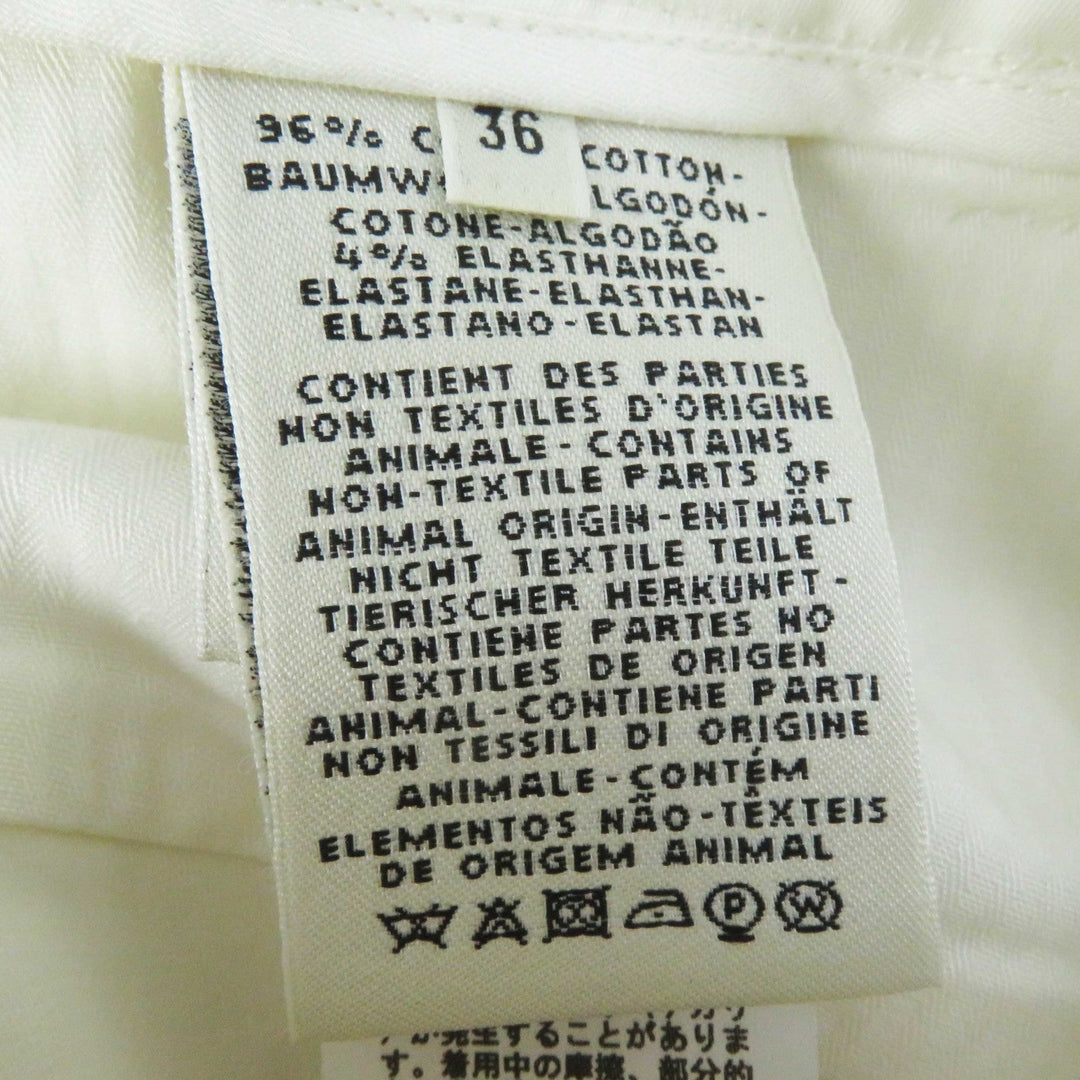 36
96% C COTTON-
BAUMW LGODÓN-
COTONE-ALGODÃO
4% ELASTHANNE-
ELASTANE-ELASTHAN-
ELASTANO-ELASTAN
CONTIENT DES PARTIES
NON TEXTILES D'ORIGINE
ANIMALE-CONTAINS
NON-TEXTILE PARTS OF
ANIMAL ORIGIN-ENTHÄLT
NICHT TEXTILE TEILE
TIERISCHER HERKUNFT-
CONTIENE PARTES NO
TEXTILES DE ORIGEN
ANIMAL-CONTIENE PARTI
NON TESSILI DI ORIGINE
ANIMALE-CONTÉM
ELEMENTOS NÃO-TÊXTEIS
DE ORIGEM ANIMAL
P W
が発生することがありま
す。着用中の摩擦、部分的